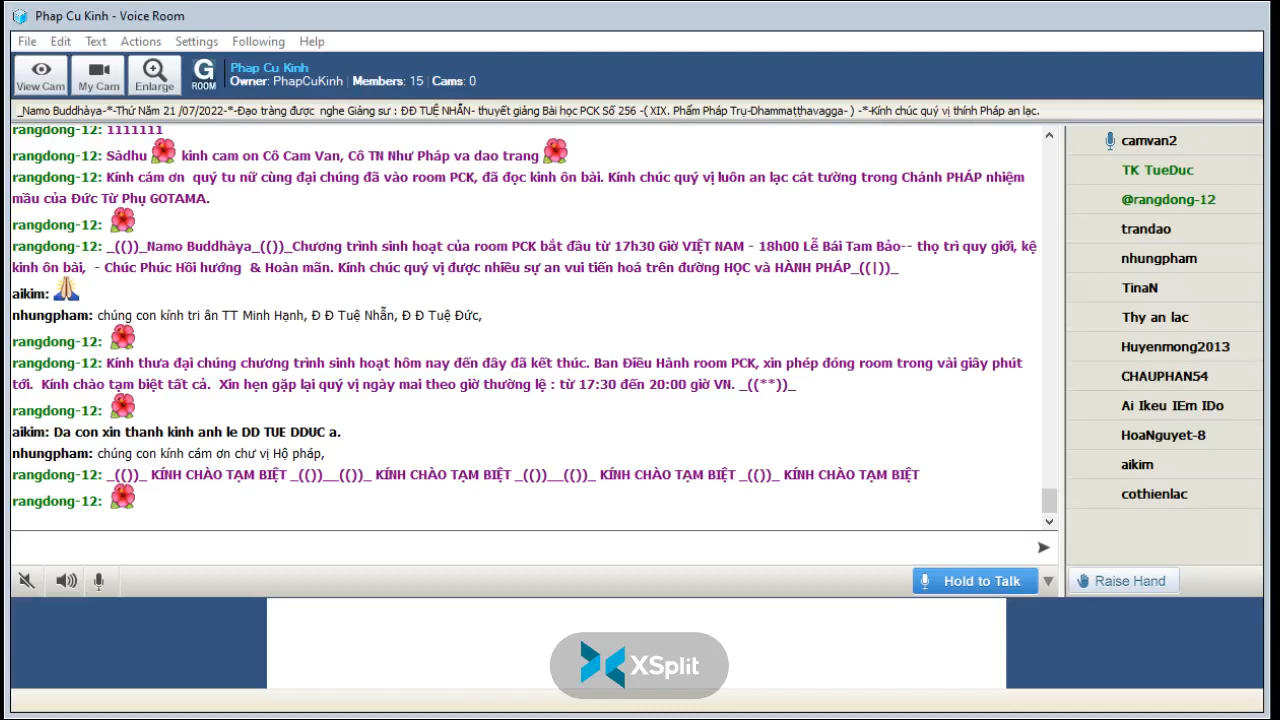 Phap Cu Kinh - Voice Room
File Edit Text Actions Settings Following Help
View Cam My Cam Enlarge G ROOM
Phap Cu Kinh
Owner: PhapCuKinh | Members: 15 | Cams: 0
_Namo Buddhàya-*-Thứ Năm 21 /07/2022-*-Đạo tràng được nghe Giảng sư : ĐĐ TUỆ NHẪN- thuyết giảng Bài học PCK Số 256 -( XIX. Phẩm Pháp Trụ-Dhammaṭṭhavagga- ) -*-Kính chúc quý vị thính Pháp an lạc.
rangdong-12: 1111111
rangdong-12: Sàdhu kinh cam on Cô Cam Van, Cô TN Như Pháp va dao trang
rangdong-12: Kính cám ơn quý tu nữ cùng đại chúng đã vào room PCK, đã đọc kinh ôn bài. Kính chúc quý vị luôn an lạc cát tường trong Chánh PHÁP nhiệm
mầu của Đức Từ Phụ GOTAMA.
rangdong-12:
rangdong-12: _(())_Namo Buddhàya_(())_Chương trình sinh hoạt của room PCK bắt đâu từ 17h30 Giờ VIỆT NAM - 18h00 Lễ Bái Tam Bảo-- thọ trì quy giới, kệ
kinh ôn bài, - Chúc Phúc Hồi hướng & Hoàn mãn. Kính chúc quý vị được nhiều sự an vui tiến hoá trên đường HỌC và HÀNH PHÁP_((|))_
aikim:
nhungpham: chúng con kính tri ân TT Minh Hạnh, Đ Đ Tuệ Nhẫn, Đ Đ Tuệ Đức,
rangdong-12:
rangdong-12: Kính thưa đại chúng chương trình sinh hoạt hôm nay đến đây đã kết thúc. Ban Điều Hành room PCK, xin phép đóng room trong vài giây phút
tới. Kính chào tạm biệt tất cả. Xin hẹn gặp lại quý vị ngày mai theo giờ thường lệ : từ 17:30 đến 20:00 giờ VN. _((**))_
rangdong-12:
aikim: Da con xin thanh kinh anh le DD TUE DDUC a.
nhungpham: chúng con kính cám ơn chư vị Hộ pháp,
rangdong-12: _(())_ KÍNH CHÀO TẠM BIỆT _(())__(())_ KÍNH CHÀO TẠM BIỆT _(())__(())_ KÍNH CHÀO TẠM BIỆT _(())_ KÍNH CHÀO TẠM BIỆT
rangdong-12:
camvan2
TK TueDuc
@rangdong-12
trandao
nhungpham
TinaN
Thy an lac
Huyenmong2013
CHAUPHAN54
Ai Ikeu IEm IDo
HoaNguyet-8
aikim
cothienlac
Hold to Talk
Raise Hand
XSplit